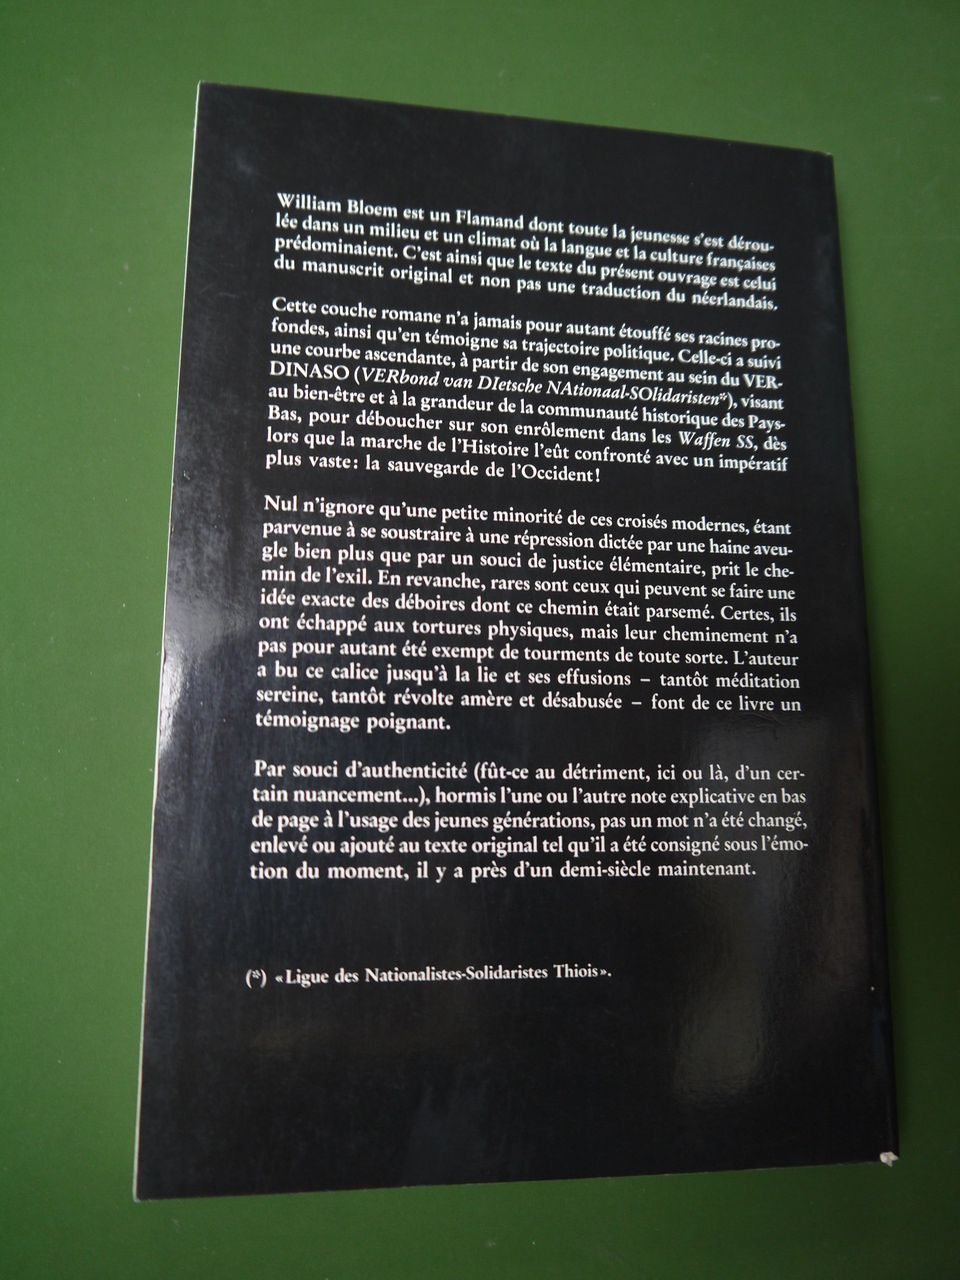 William Bloem est un Flamand dont toute la jeunesse s'est dérou-
lée dans un milieu et un climat où la langue et la culture françaises
prédominaient. C'est ainsi que le texte du présent ouvrage est celui
du manuscrit original et non pas une traduction du néerlandais.
Cette couche romane n'a jamais pour autant étouffé ses racines pro-
fondes, ainsi qu'en témoigne sa trajectoire politique. Celle-ci a suivi
une courbe ascendante, à partir de son engagement au sein du VER-
DINASO (VERbond van DIetsche NAtionaal-SOlidaristen*), visant
au bien-être et à la grandeur de la communauté historique des Pays-
Bas, pour déboucher sur son enrôlement dans les Waffen SS, dès
lors que la marche de l'Histoire l'eût confronté avec un impératif
plus vaste: la sauvegarde de l'Occident!
Nul n'ignore qu'une petite minorité de ces croisés modernes, étant
parvenue à se soustraire à une répression dictée par une haine aveu-
gle bien plus que par un souci de justice élémentaire, prit le che-
min de l'exil. En revanche, rares sont ceux qui peuvent se faire une
idée exacte des déboires dont ce chemin était parsemé. Certes, ils
ont échappé aux tortures physiques, mais leur cheminement n'a
pas pour autant été exempt de tourments de toute sorte. L'auteur
a bu ce calice jusqu'à la lie et ses effusions – tantôt méditation
sereine, tantôt révolte amère et désabusée – font de ce livre un
témoignage poignant.
Par souci d'authenticité (fût-ce au détriment, ici ou là, d'un cer-
tain nuancement...), hormis l'une ou l'autre note explicative en bas
de page à l'usage des jeunes générations, pas un mot n'a été changé,
enlevé ou ajouté au texte original tel qu'il a été consigné sous l'émo-
tion du moment, il y a près d'un demi-siècle maintenant.
(*) «Ligue des Nationalistes-Solidaristes Thiois».